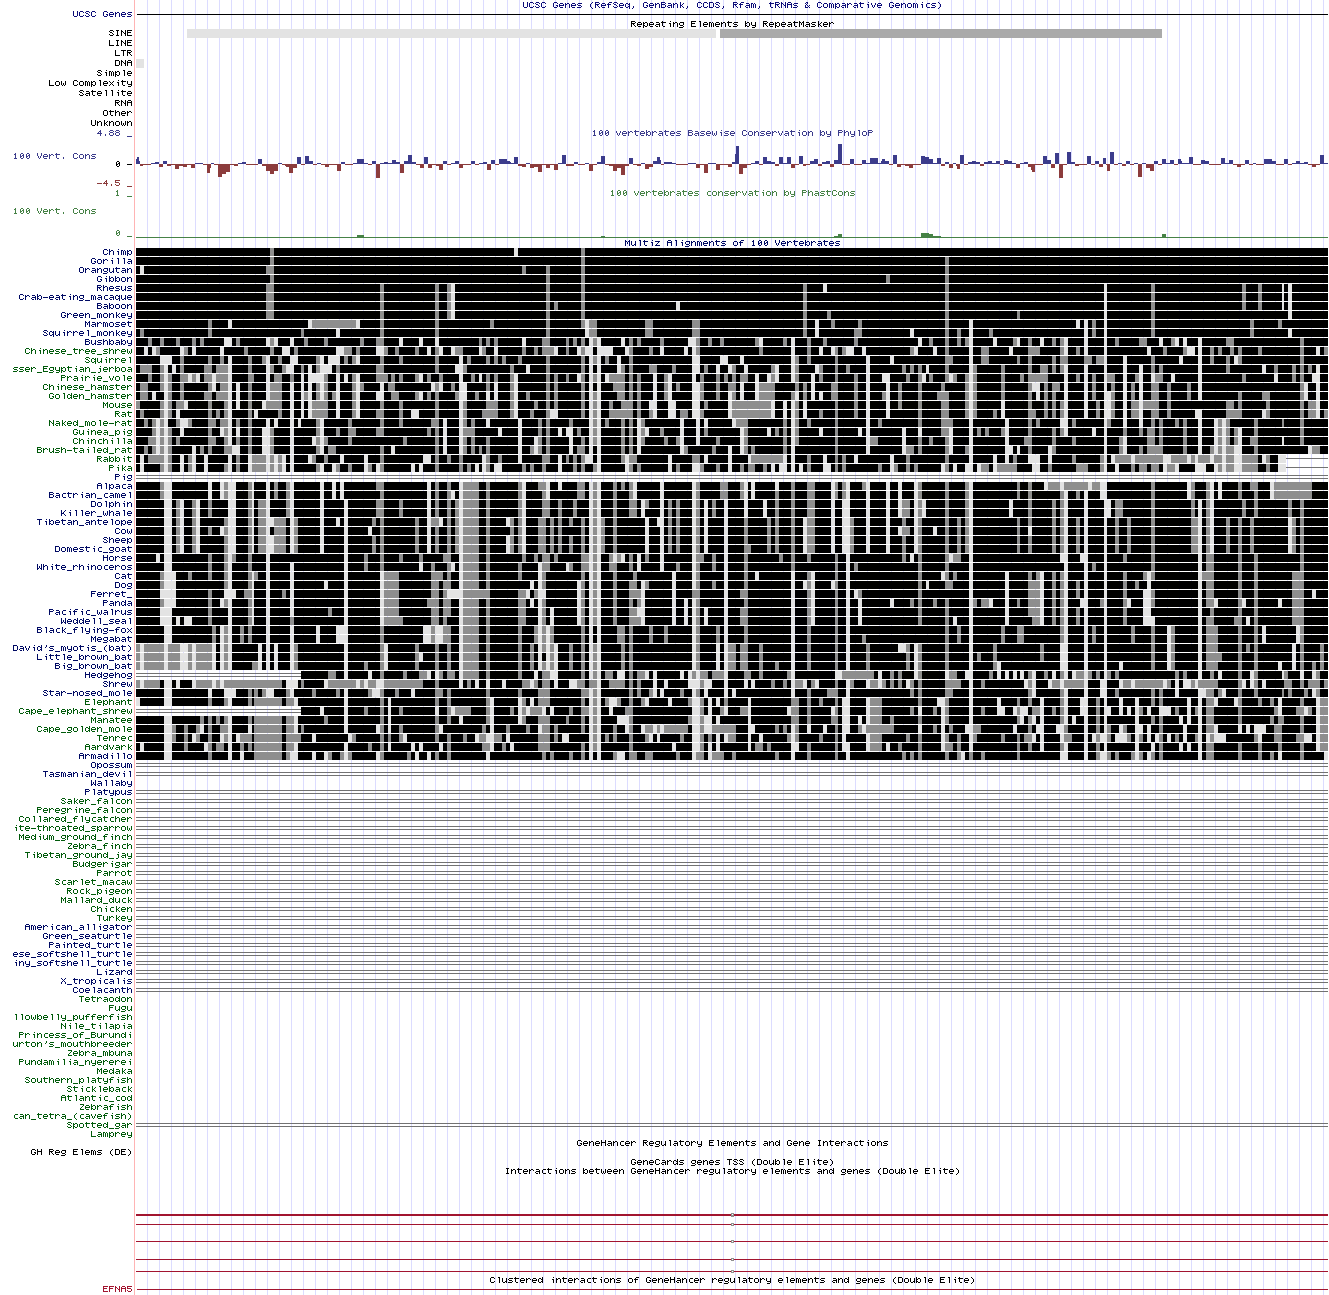 UCSC Genes (RefSeq, GenBank, CCDS, Rfam, tRNAs & Comparative Genomics)
UCSC Genes
Repeating Elements by RepeatMasker
SINE
LINE
LTR
DNA
Simple
Low Complexity
Satellite
RNA
Other
Unknown
4.88 _
100 vertebrates Basewise Conservation by PhyloP
100 Vert. Cons
0 -
-4.5 _
1 _
100 vertebrates conservation by PhastCons
100 Vert. Cons
0 _
Multiz Alignments of 100 Vertebrates
Chimp
Gorilla
Orangutan
Gibbon
Rhesus
Crab-eating_macaque
Baboon
Green_monkey
Marmoset
Squirrel_monkey
Bushbaby
Chinese_tree_shrew
Squirrel
sser_Egyptian_jerboa
Prairie_vole
Chinese_hamster
Golden_hamster
Mouse
Rat
Naked_mole-rat
Guinea_pig
Chinchilla
Brush-tailed_rat
Rabbit
Pika
Pig
Alpaca
Bactrian_camel
Dolphin
Killer_whale
Tibetan_antelope
Cow
Sheep
Domestic_goat
Horse
White_rhinoceros
Cat
Dog
Ferret_
Panda
Pacific_walrus
Weddell_seal
Black_flying-fox
Megabat
David's_myotis_(bat)
Little_brown_bat
Big_brown_bat
Hedgehog
Shrew
Star-nosed_mole
Elephant
Cape_elephant_shrew
Manatee
Cape_golden_mole
Tenrec
Aardvark
Armadillo
Opossum
Tasmanian_devil
Wallaby
Platypus
Saker_falcon
Peregrine_falcon
Collared_flycatcher
ite-throated_sparrow
Medium_ground_finch
Zebra_finch
Tibetan_ground_jay
Budgerigar
Parrot
Scarlet_macaw
Rock_pigeon
Mallard_duck
Chicken
Turkey
American_alligator
Green_seaturtle
Painted_turtle
ese_softshell_turtle
iny_softshell_turtle
Lizard
X_tropicalis
Coelacanth
Tetraodon
Fugu
llowbelly_pufferfish
Nile_tilapia
Princess_of_Burundi
urton's_mouthbreeder
Zebra_mbuna
Pundamilia_nyererei
Medaka
Southern_platyfish
Stickleback
Atlantic_cod
Zebrafish
can_tetra_(cavefish)
Spotted_gar
Lamprey
GeneHancer Regulatory Elements and Gene Interactions
GH Reg Elems (DE)
GeneCards genes TSS (Double Elite)
Interactions between GeneHancer regulatory elements and genes (Double Elite)
Clustered interactions of GeneHancer regulatory elements and genes (Double Elite)
EFNA5